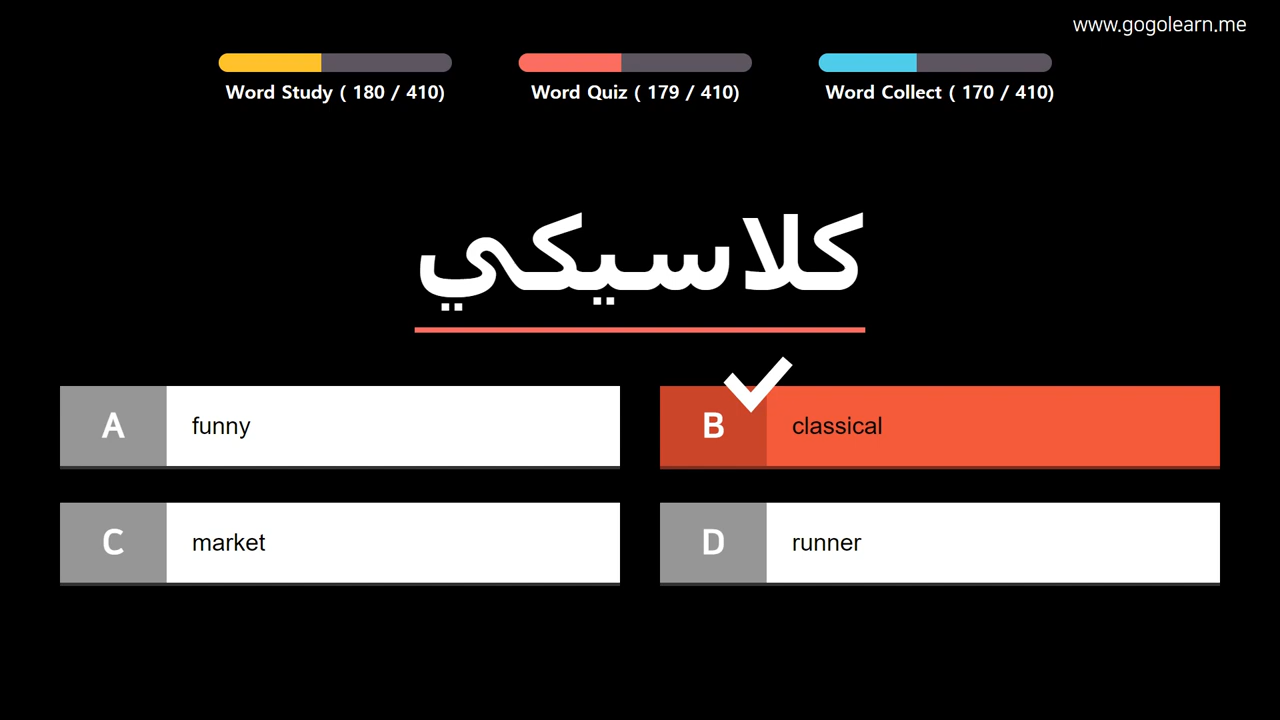 www.gogolearn.me
Word Study ( 180 / 410)
Word Quiz ( 179 / 410)
Word Collect ( 170 / 410)
كلاسيكي
A funny
B classical
C market
D runner